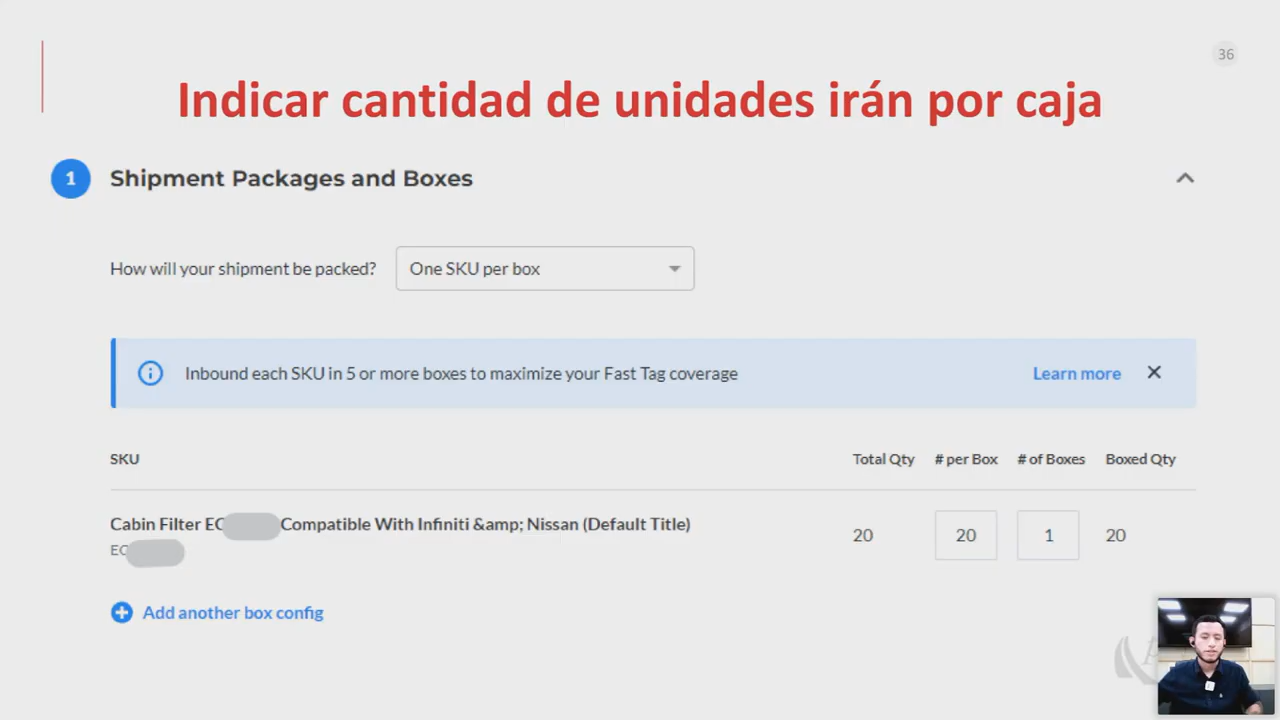 36
Indicar cantidad de unidades irán por caja
1 Shipment Packages and Boxes
How will your shipment be packed? One SKU per box
Inbound each SKU in 5 or more boxes to maximize your Fast Tag coverage Learn more
SKU Total Qty # per Box # of Boxes Boxed Qty
Cabin Filter EC Compatible With Infiniti &amp; Nissan (Default Title) 20 20 1 20
EC
Add another box config